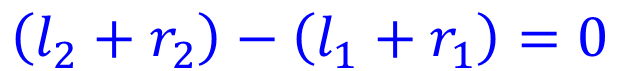 (l₂ + r₂) − (l₁ + r₁) = 0